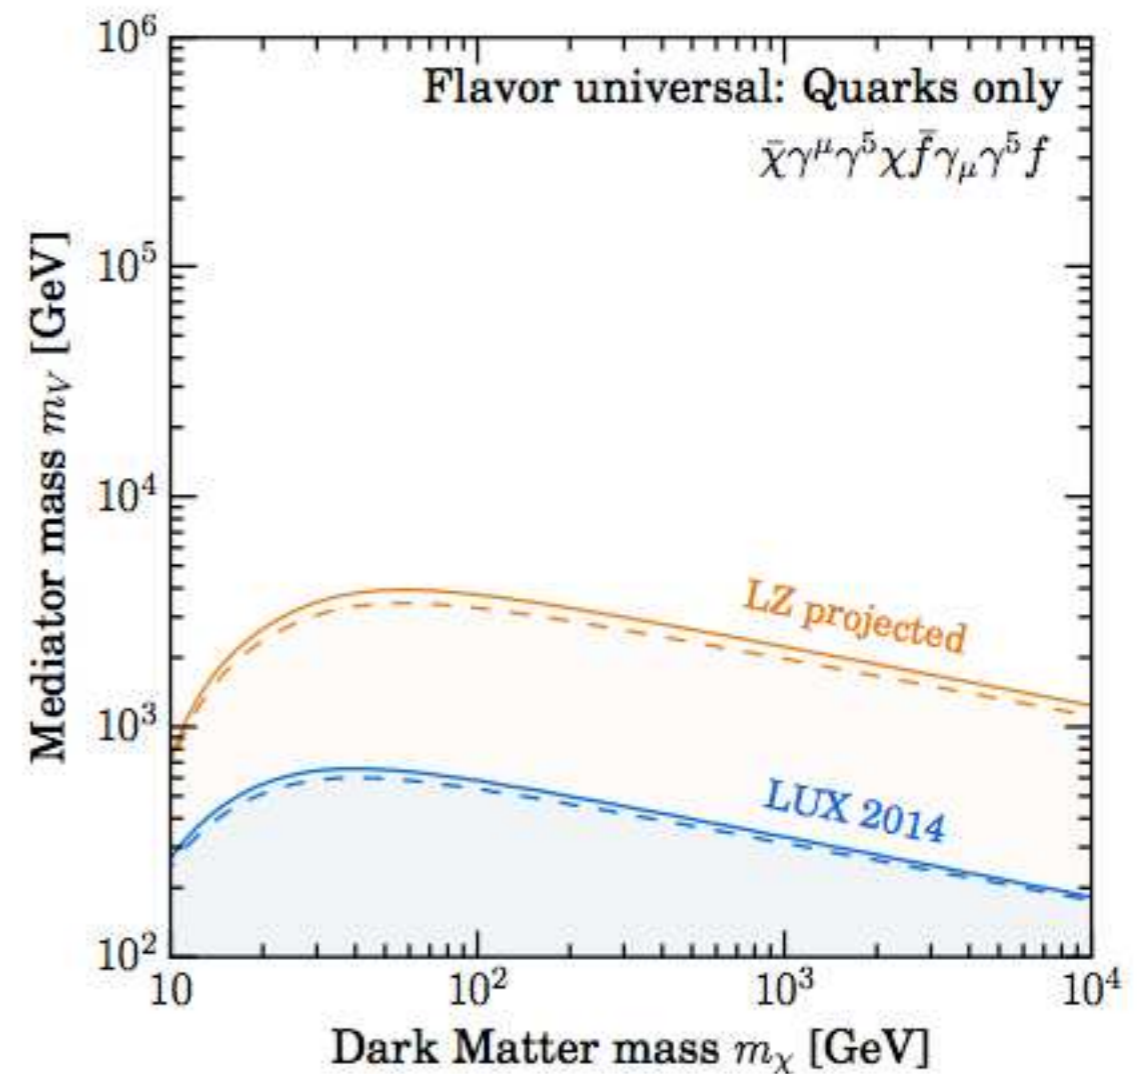 Flavor universal: Quarks only
χ̄γ^μγ^5χf̄γ_μγ^5f
Mediator mass m_V [GeV]
10^6
10^5
10^4
10^3
10^2
LZ projected
LUX 2014
10 10^2 10^3 10^4
Dark Matter mass m_χ [GeV]